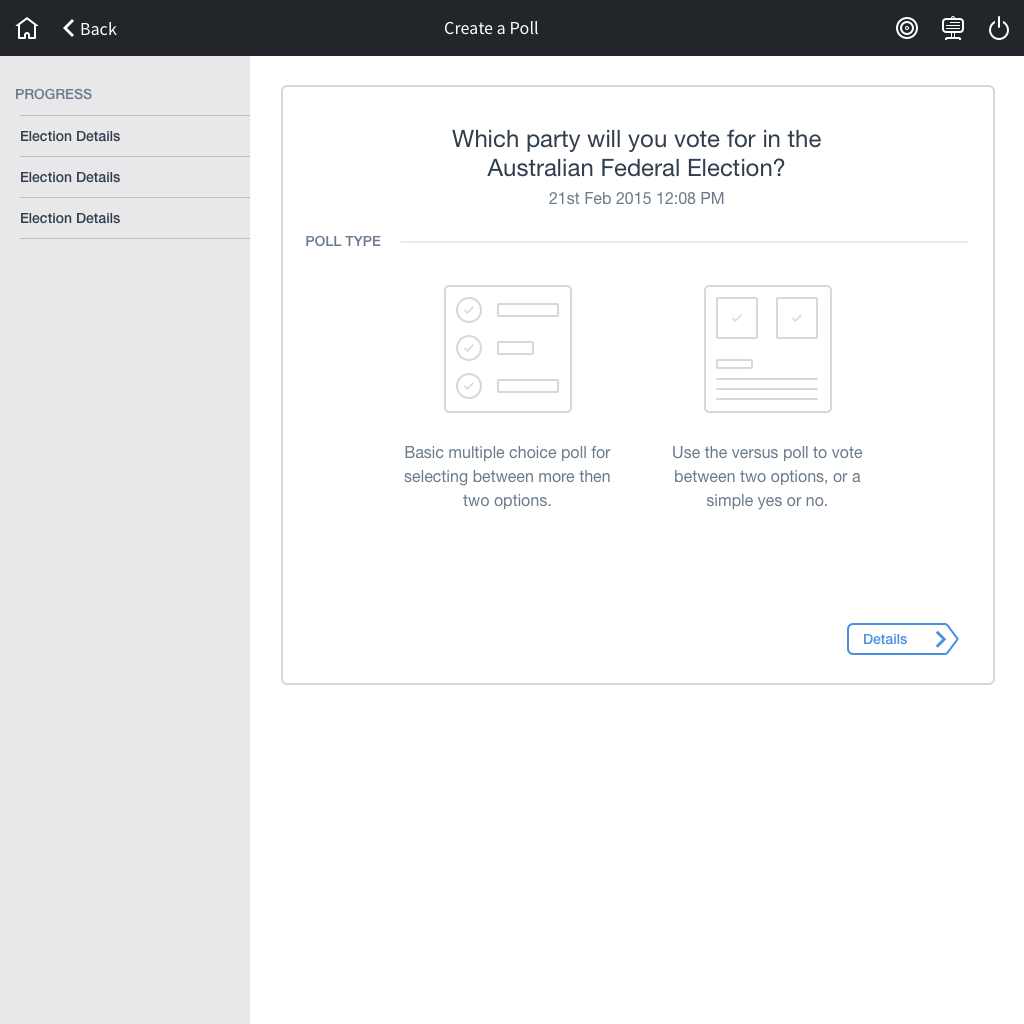 Back
Create a Poll
PROGRESS
Election Details
Election Details
Election Details
Which party will you vote for in the
Australian Federal Election?
21st Feb 2015 12:08 PM
POLL TYPE
Basic multiple choice poll for
selecting between more then
two options.
Use the versus poll to vote
between two options, or a
simple yes or no.
Details